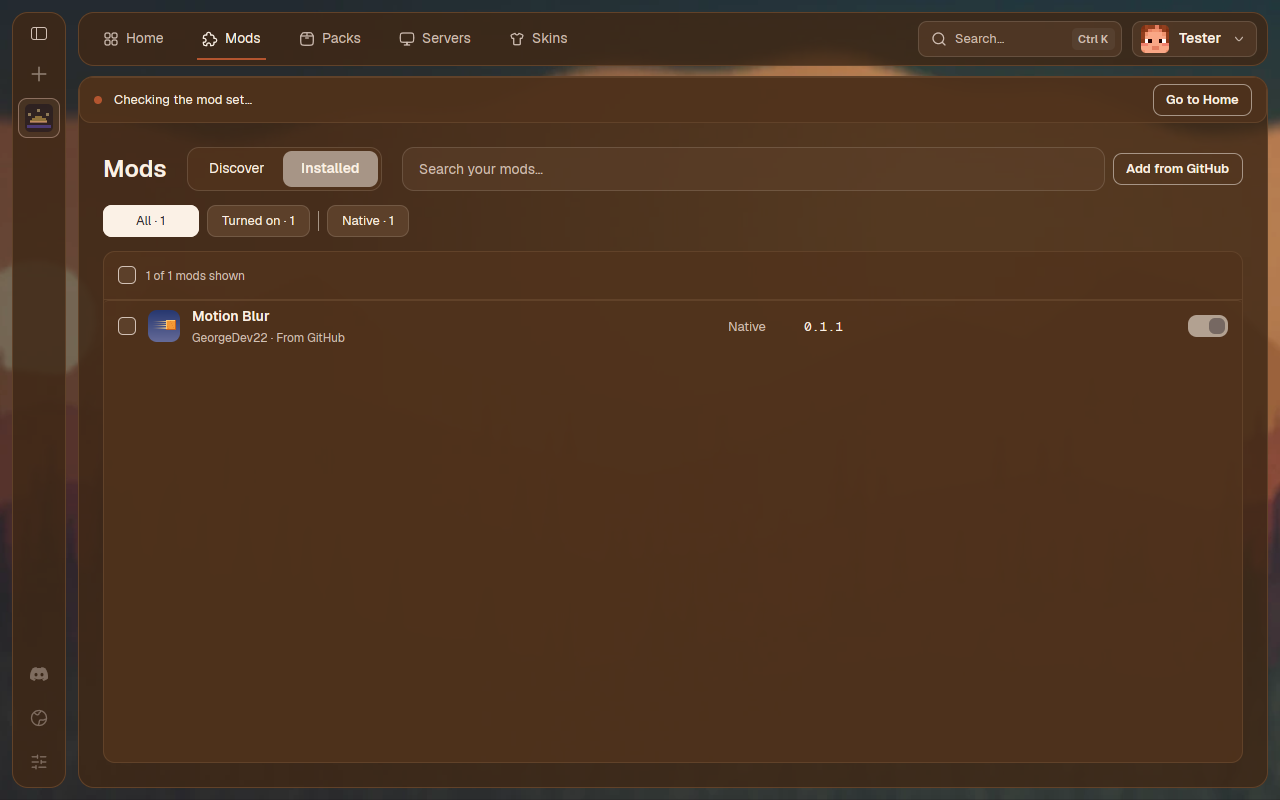 Home
Mods
Packs
Servers
Skins
Search...
Ctrl K
Tester
Checking the mod set...
Go to Home
Mods
Discover
Installed
Search your mods...
Add from GitHub
All · 1
Turned on · 1
Native · 1
1 of 1 mods shown
Motion Blur
Native
0.1.1
GeorgeDev22 · From GitHub